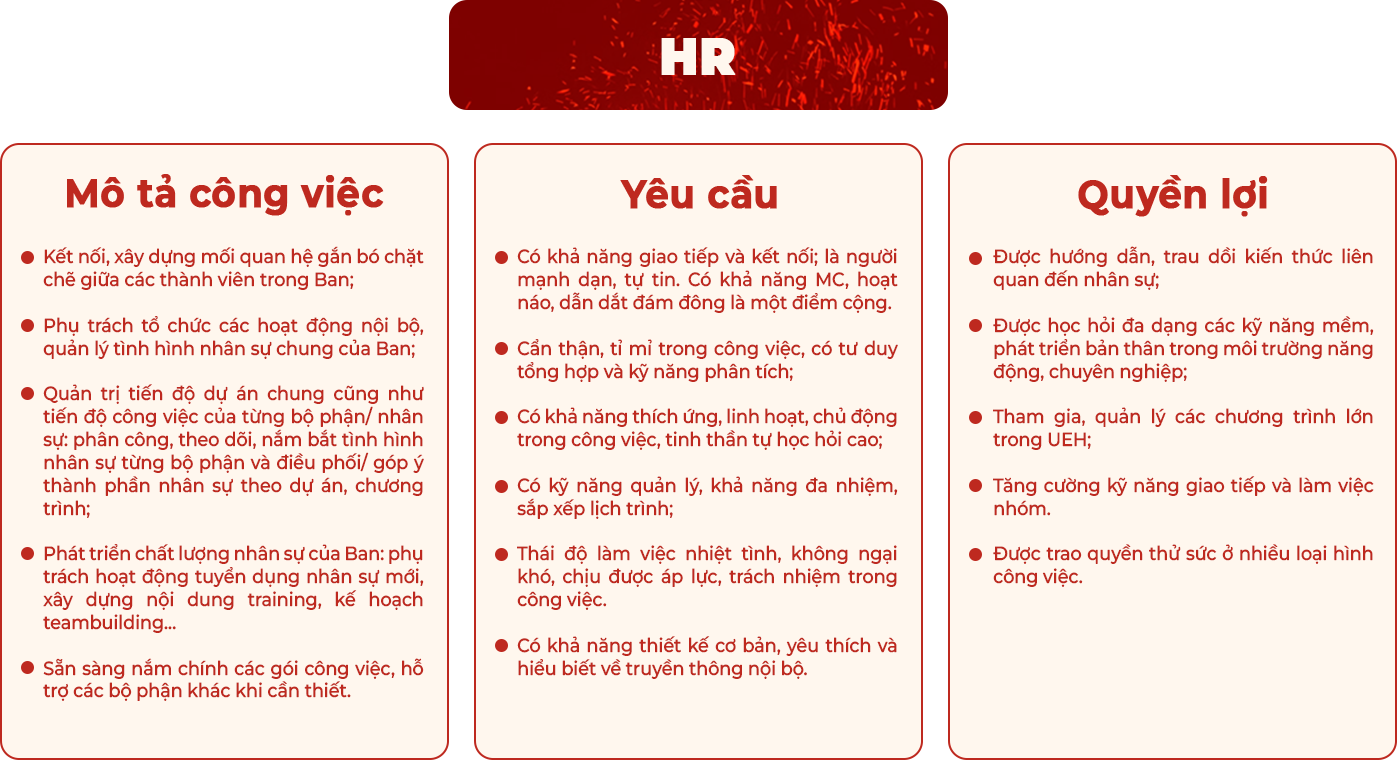 HR
Mô tả công việc
Kết nối, xây dựng mối quan hệ gắn bó chặt
chẽ giữa các thành viên trong Ban;
Phụ trách tổ chức các hoạt động nội bộ,
quản lý tình hình nhân sự chung của Ban;
Quản trị tiến độ dự án chung cũng như
tiến độ công việc của từng bộ phận/ nhân
sự: phân công, theo dõi, nắm bắt tình hình
nhân sự từng bộ phận và điều phối/ góp ý
thành phần nhân sự theo dự án, chương
trình;
Phát triển chất lượng nhân sự của Ban: phụ
trách hoạt động tuyển dụng nhân sự mới,
xây dựng nội dung training, kế hoạch
teambuilding...
Sẵn sàng nắm chính các gói công việc, hỗ
trợ các bộ phận khác khi cần thiết.
Yêu cầu
Có khả năng giao tiếp và kết nối; là người
mạnh dạn, tự tin. Có khả năng MC, hoạt
náo, dẫn dắt đám đông là một điểm cộng.
Cẩn thận, tỉ mỉ trong công việc, có tư duy
tổng hợp và kỹ năng phân tích;
Có khả năng thích ứng, linh hoạt, chủ động
trong công việc, tinh thần tự học hỏi cao;
Có kỹ năng quản lý, khả năng đa nhiệm,
sắp xếp lịch trình;
Thái độ làm việc nhiệt tình, không ngại
khó, chịu được áp lực, trách nhiệm trong
công việc.
Có khả năng thiết kế cơ bản, yêu thích và
hiểu biết về truyền thông nội bộ.
Quyền lợi
Được hướng dẫn, trau dồi kiến thức liên
quan đến nhân sự;
Được học hỏi đa dạng các kỹ năng mềm,
phát triển bản thân trong môi trường năng
động, chuyên nghiệp;
Tham gia, quản lý các chương trình lớn
trong UEH;
Tăng cường kỹ năng giao tiếp và làm việc
nhóm.
Được trao quyền thử sức ở nhiều loại hình
công việc.